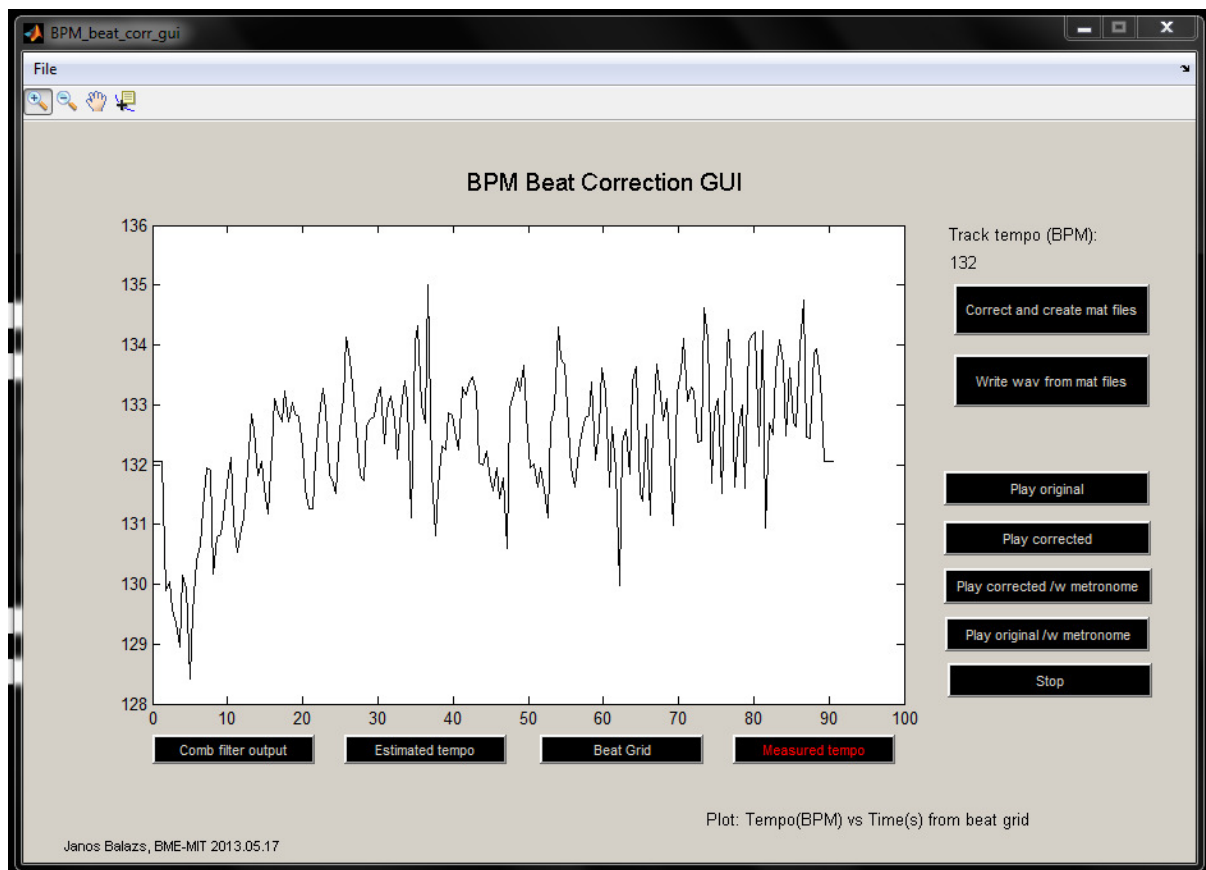 BPM_beat_corr_gui
File
BPM Beat Correction GUI
136
135
134
133
132
131
130
129
128
0 10 20 30 40 50 60 70 80 90 100
Track tempo (BPM):
132
Correct and create mat files
Write wav from mat files
Play original
Play corrected
Play corrected /w metronome
Play original /w metronome
Stop
Comb filter output
Estimated tempo
Beat Grid
Measured tempo
Plot: Tempo(BPM) vs Time(s) from beat grid
Janos Balazs, BME-MIT 2013.05.17